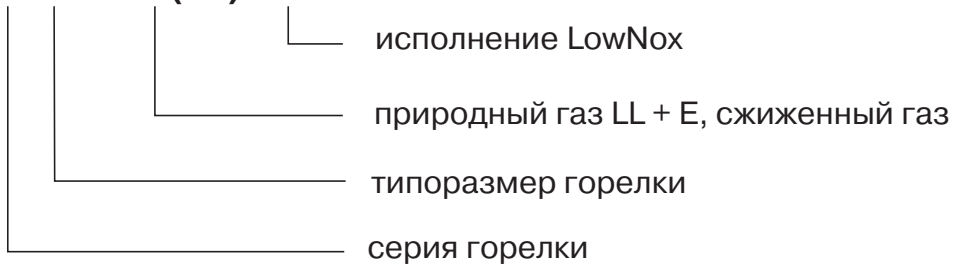 исполнение LowNox
природный газ LL + E, сжиженный газ
типоразмер горелки
серия горелки